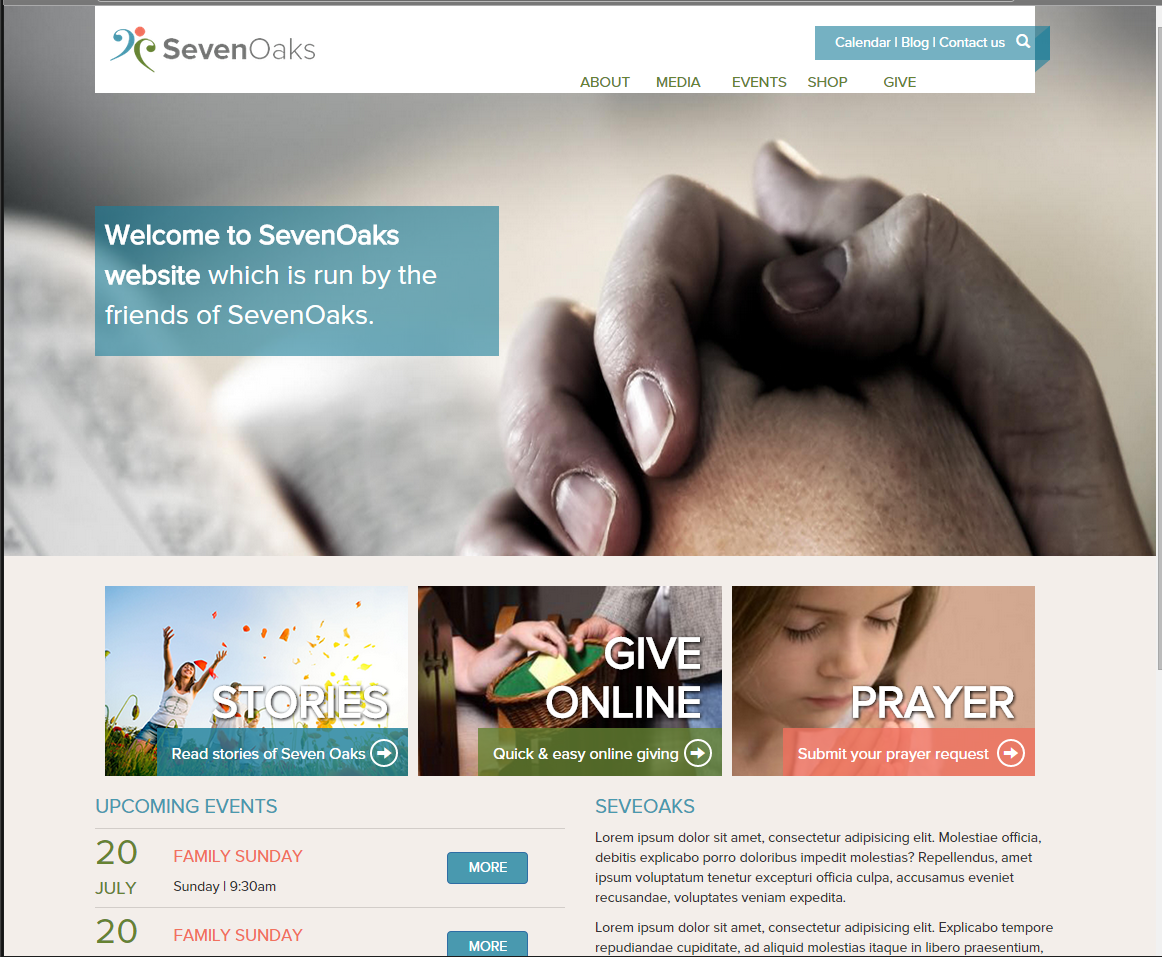 SevenOaks
Calendar | Blog | Contact us
ABOUT MEDIA EVENTS SHOP GIVE
Welcome to SevenOaks
website which is run by the
friends of SevenOaks.
STORIES
Read stories of Seven Oaks
GIVE
ONLINE
Quick & easy online giving
PRAYER
Submit your prayer request
UPCOMING EVENTS
20
JULY
FAMILY SUNDAY
Sunday | 9:30am
MORE
20
FAMILY SUNDAY
MORE
SEVEOAKS
Lorem ipsum dolor sit amet, consectetur adipisicing elit. Molestiae officia,
debitis explicabo porro doloribus impedit molestias? Repellendus, amet
ipsum voluptatum tenetur excepturi officia culpa, accusamus eveniet
recusandae, voluptates veniam expedita.
Lorem ipsum dolor sit amet, consectetur adipisicing elit. Explicabo tempore
repudiandae cupiditate, ad aliquid molestias itaque in libero praesentium,